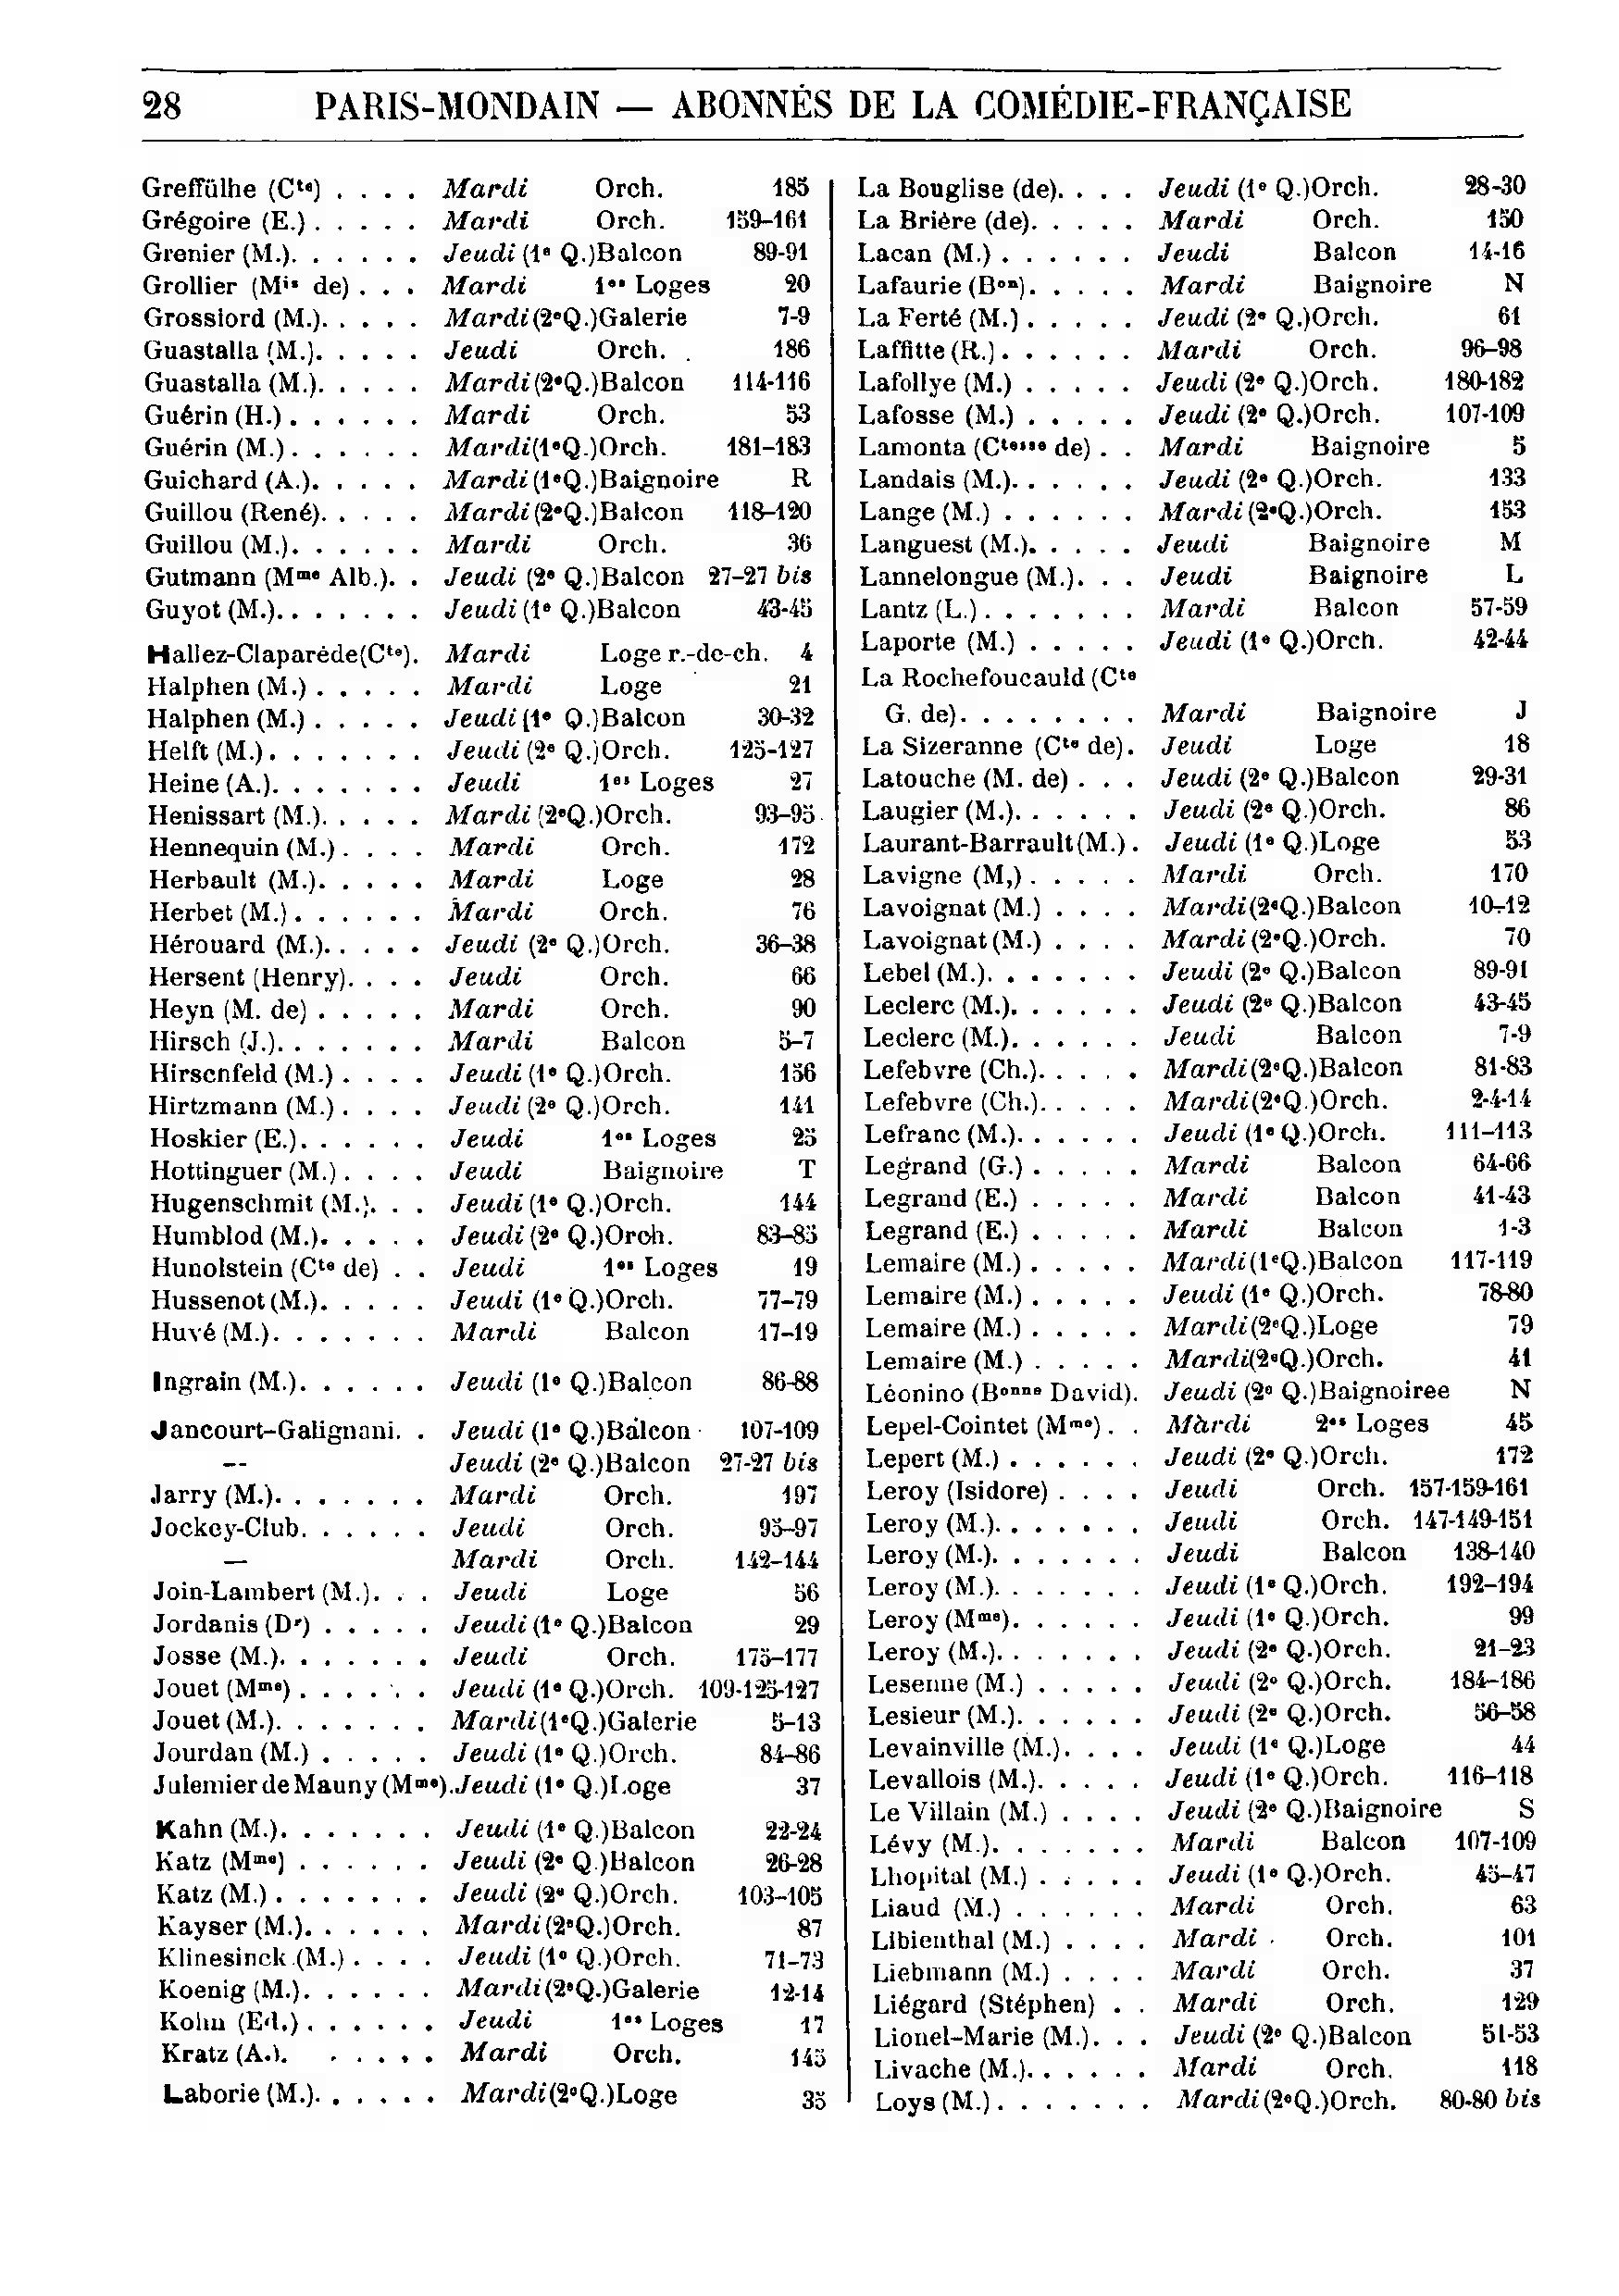 28 PARIS-MONDAIN — ABONNÉS DE LA COMÉDIE-FRANÇAISE
Greffülhe (Cte) . . . . Mardi Orch. 185
Grégoire (E.) . . . . . Mardi Orch. 159-161
Grenier (M.). . . . . . Jeudi (1e Q.)Balcon 89-91
Grollier (Mis de) . . . Mardi 1es Loges 20
Grossiord (M.). . . . . Mardi (2eQ.)Galerie 7-9
Guastalla (M.). . . . . Jeudi Orch. 186
Guastalla (M.). . . . . Mardi (2eQ.)Balcon 114-116
Guérin (H.) . . . . . . Mardi Orch. 53
Guérin (M.) . . . . . . Mardi (1eQ.)Orch. 181-183
Guichard (A.). . . . . Mardi (1eQ.)Baignoire R
Guillou (René). . . . . Mardi (2eQ.)Balcon 118-120
Guillou (M.). . . . . . Mardi Orch. 36
Gutmann (Mme Alb.). . Jeudi (2e Q.)Balcon 27-27 bis
Guyot (M.). . . . . . . Jeudi (1e Q.)Balcon 43-45
Hallez-Claparède(Cte). Mardi Loge r.-de-ch. 4
Halphen (M.) . . . . . Mardi Loge 21
Halphen (M.) . . . . . Jeudi (1e Q.)Balcon 30-32
Helft (M.). . . . . . . Jeudi (2e Q.)Orch. 125-127
Heine (A.). . . . . . . Jeudi 1es Loges 27
Henissart (M.). . . . . Mardi (2eQ.)Orch. 93-95
Hennequin (M.) . . . . Mardi Orch. 172
Herbault (M.). . . . . Mardi Loge 28
Herbet (M.) . . . . . . Mardi Orch. 76
Hérouard (M.). . . . . Jeudi (2e Q.)Orch. 36-38
Hersent (Henry). . . . Jeudi Orch. 66
Heyn (M. de) . . . . . Mardi Orch. 90
Hirsch (J.). . . . . . . Mardi Balcon 5-7
Hirsenfeld (M.) . . . . Jeudi (1e Q.)Orch. 156
Hirtzmann (M.) . . . . Jeudi (2e Q.)Orch. 141
Hoskier (E.). . . . . . Jeudi 1es Loges 25
Hottinguer (M.) . . . . Jeudi Baignoire T
Hugenschmit (M.). . . Jeudi (1e Q.)Orch. 144
Humblod (M.). . . . . Jeudi (2e Q.)Orch. 83-85
Hunolstein (Cte de) . . Jeudi 1es Loges 19
Hussenot (M.). . . . . Jeudi (1e Q.)Orch. 77-79
Huvé (M.). . . . . . . Mardi Balcon 17-19
Ingrain (M.). . . . . . Jeudi (1e Q.)Balcon 86-88
Jancourt-Galignani. . Jeudi (1e Q.)Balcon 107-109
— Jeudi (2e Q.)Balcon 27-27 bis
Jarry (M.). . . . . . . Mardi Orch. 197
Jockey-Club. . . . . . Jeudi Orch. 95-97
— Mardi Orch. 142-144
Join-Lambert (M.). . . Jeudi Loge 56
Jordanis (Dr) . . . . . Jeudi (1e Q.)Balcon 29
Josse (M.). . . . . . . Jeudi Orch. 175-177
Jouet (Mme) . . . . . . Jeudi (1e Q.)Orch. 109-125-127
Jouet (M.). . . . . . . Mardi (1eQ.)Galerie 5-13
Jourdan (M.) . . . . . Jeudi (1e Q.)Orch. 84-86
Julemier de Mauny (Mme). Jeudi (1e Q.)Loge 37
Kahn (M.). . . . . . . Jeudi (1e Q.)Balcon 22-24
Katz (Mme) . . . . . . Jeudi (2e Q.)Balcon 26-28
Katz (M.) . . . . . . . Jeudi (2e Q.)Orch. 103-105
Kayser (M.). . . . . . Mardi (2eQ.)Orch. 87
Klinesinck (M.) . . . . Jeudi (1e Q.)Orch. 71-73
Koenig (M.). . . . . . Mardi (2eQ.)Galerie 12-14
Kohn (Ed.) . . . . . . Jeudi 1es Loges 17
Kratz (A.). . . . . . Mardi Orch. 145
Laborie (M.). . . . . . Mardi (2eQ.)Loge 35
La Bouglise (de). . . . Jeudi (1e Q.)Orch. 28-30
La Brière (de). . . . . Mardi Orch. 150
Lacan (M.) . . . . . . Jeudi Balcon 14-16
Lafaurie (Bon). . . . . Mardi Baignoire N
La Ferté (M.) . . . . . Jeudi (2e Q.)Orch. 61
Laffitte (R.) . . . . . . Mardi Orch. 96-98
Lafollye (M.) . . . . . Jeudi (2e Q.)Orch. 180-182
Lafosse (M.) . . . . . Jeudi (2e Q.)Orch. 107-109
Lamonta (Ctesse de) . . Mardi Baignoire 5
Landais (M.). . . . . . Jeudi (2e Q.)Orch. 133
Lange (M.) . . . . . . Mardi (2eQ.)Orch. 153
Languest (M.). . . . . Jeudi Baignoire M
Lannelongue (M.). . . Jeudi Baignoire L
Lantz (L.) . . . . . . . Mardi Balcon 57-59
Laporte (M.) . . . . . Jeudi (1e Q.)Orch. 42-44
La Rochefoucauld (Cte
G. de). . . . . . . . Mardi Baignoire J
La Sizeranne (Cte de). Jeudi Loge 18
Latouche (M. de) . . . Jeudi (2e Q.)Balcon 29-31
Laugier (M.). . . . . . Jeudi (2e Q.)Orch. 86
Laurant-Barrault (M.). Jeudi (1e Q.)Loge 53
Lavigne (M,) . . . . . Mardi Orch. 170
Lavoignat (M.) . . . . Mardi (2eQ.)Balcon 10-12
Lavoignat (M.) . . . . Mardi (2eQ.)Orch. 70
Lebel (M.). . . . . . . Jeudi (2e Q.)Balcon 89-91
Leclerc (M.). . . . . . Jeudi (2e Q.)Balcon 43-45
Leclerc (M.). . . . . . Jeudi Balcon 7-9
Lefebvre (Ch.). . . . . Mardi (2eQ.)Balcon 81-83
Lefebvre (Ch.). . . . . Mardi (2eQ.)Orch. 2-4-14
Lefranc (M.). . . . . . Jeudi (1e Q.)Orch. 111-113
Legrand (G.) . . . . . Mardi Balcon 64-66
Legrand (E.) . . . . . Mardi Balcon 41-43
Legrand (E.) . . . . . Mardi Balcon 1-3
Lemaire (M.) . . . . . Mardi (1eQ.)Balcon 117-119
Lemaire (M.) . . . . . Jeudi (1e Q.)Orch. 78-80
Lemaire (M.) . . . . . Mardi (2eQ.)Loge 79
Lemaire (M.) . . . . . Mardi (2eQ.)Orch. 41
Léonino (Bonne David). Jeudi (2e Q.)Baignoiree N
Lepel-Cointet (Mme). . Mardi 2es Loges 45
Lepert (M.) . . . . . . Jeudi (2e Q.)Orch. 172
Leroy (Isidore) . . . . Jeudi Orch. 157-159-161
Leroy (M.). . . . . . . Jeudi Orch. 147-149-151
Leroy (M.). . . . . . . Jeudi Balcon 138-140
Leroy (M.). . . . . . . Jeudi (1e Q.)Orch. 192-194
Leroy (Mme). . . . . . Jeudi (1e Q.)Orch. 99
Leroy (M.). . . . . . . Jeudi (2e Q.)Orch. 21-23
Lesenne (M.) . . . . . Jeudi (2e Q.)Orch. 184-186
Lesieur (M.). . . . . . Jeudi (2e Q.)Orch. 56-58
Levainville (M.). . . . Jeudi (1e Q.)Loge 44
Levallois (M.). . . . . Jeudi (1e Q.)Orch. 116-118
Le Villain (M.) . . . . Jeudi (2e Q.)Baignoire S
Lévy (M.). . . . . . . Mardi Balcon 107-109
Lhopital (M.) . . . . . Jeudi (1e Q.)Orch. 45-47
Liaud (M.) . . . . . . Mardi Orch. 63
Libienthal (M.) . . . . Mardi Orch. 101
Liebmann (M.) . . . . Mardi Orch. 37
Liégard (Stéphen) . . Mardi Orch. 129
Lionel-Marie (M.). . . Jeudi (2e Q.)Balcon 51-53
Livache (M.). . . . . . Mardi Orch. 118
Loys (M.) . . . . . . . Mardi (2eQ.)Orch. 80-80 bis